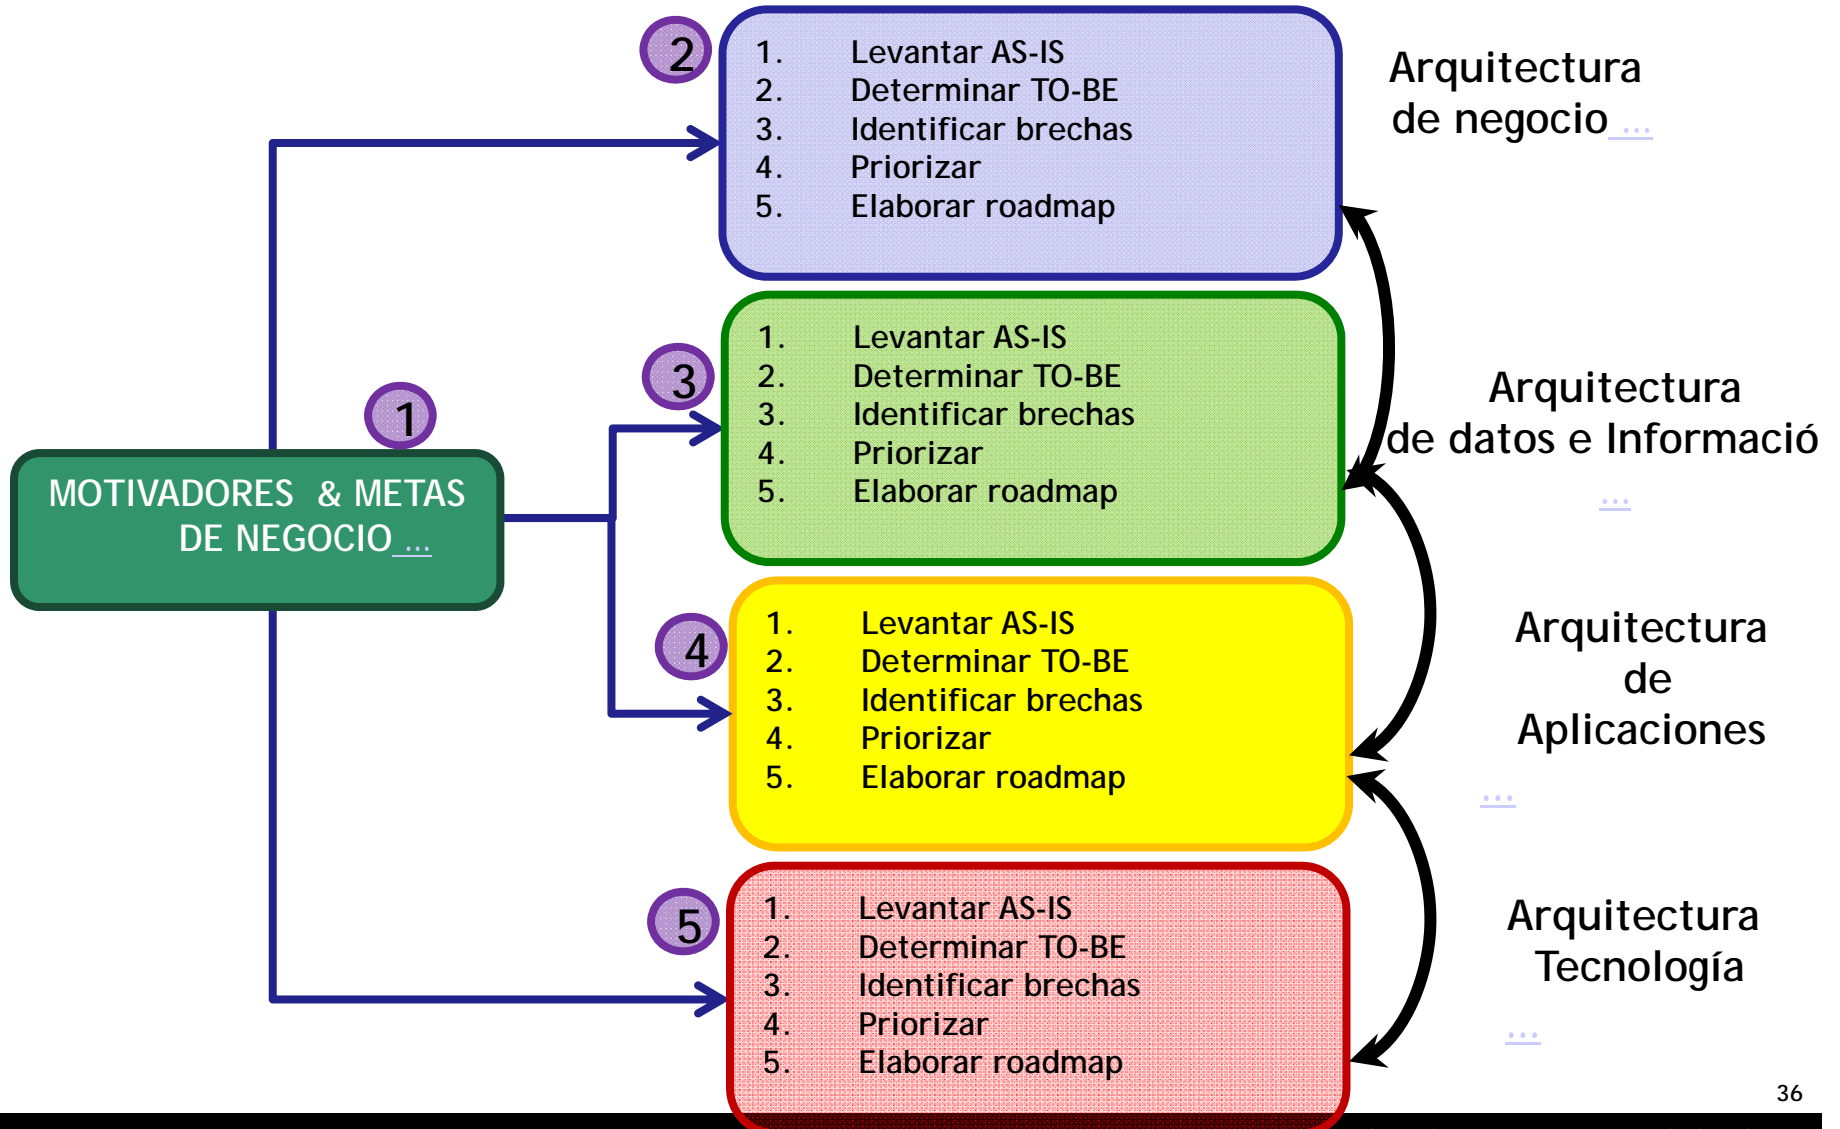 2
1. Levantar AS-IS
2. Determinar TO-BE
3. Identificar brechas
4. Priorizar
5. Elaborar roadmap
Arquitectura
de negocio ...
3
1. Levantar AS-IS
2. Determinar TO-BE
3. Identificar brechas
4. Priorizar
5. Elaborar roadmap
Arquitectura
de datos e Informació
...
1
MOTIVADORES & METAS
DE NEGOCIO ...
4
1. Levantar AS-IS
2. Determinar TO-BE
3. Identificar brechas
4. Priorizar
5. Elaborar roadmap
Arquitectura
de
Aplicaciones
...
5
1. Levantar AS-IS
2. Determinar TO-BE
3. Identificar brechas
4. Priorizar
5. Elaborar roadmap
Arquitectura
Tecnología
...
36